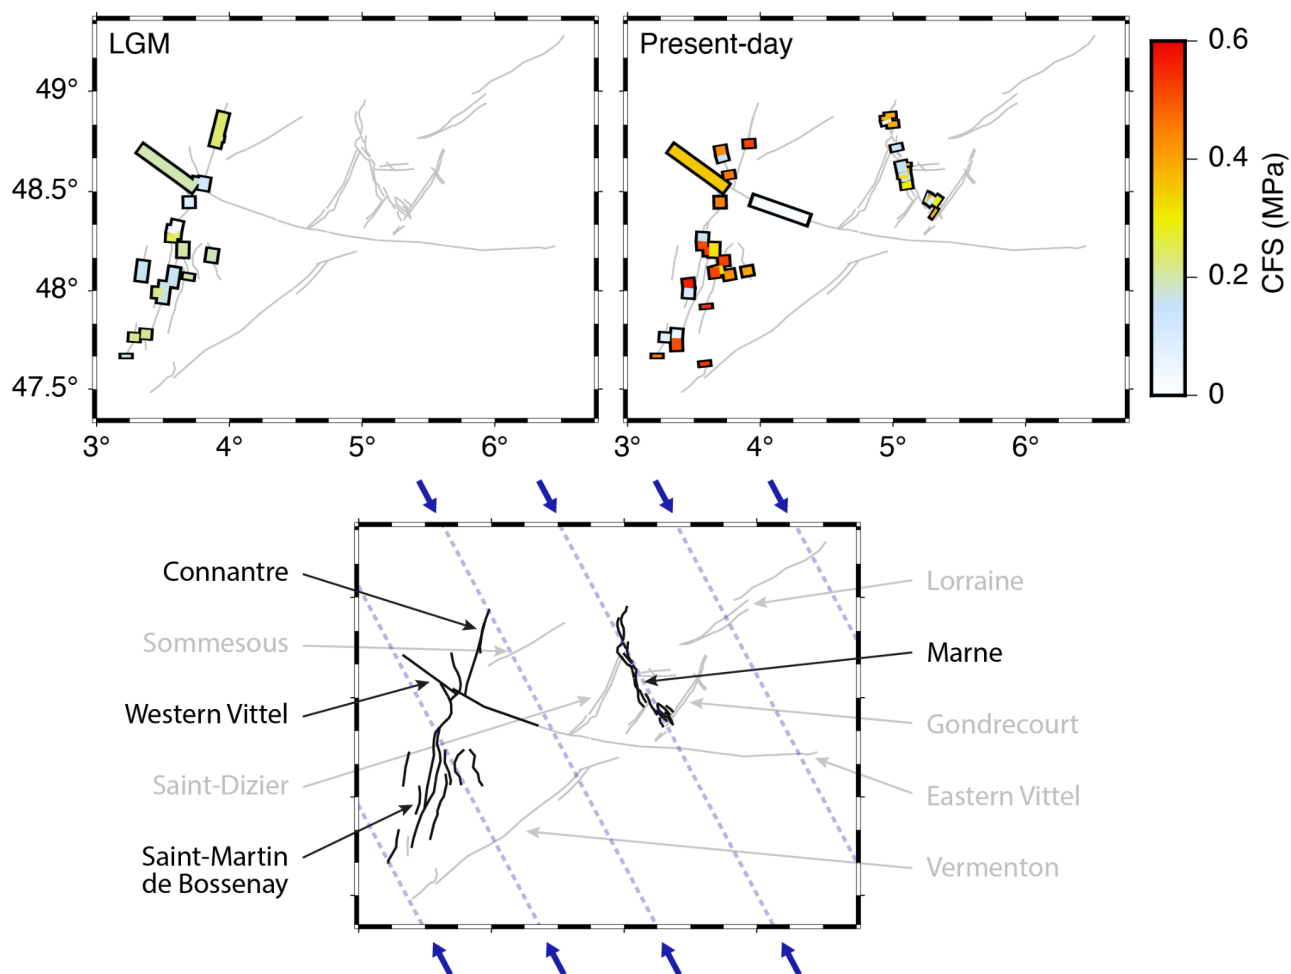 LGM
Present-day
49°
48.5°
48°
47.5°
3°
4°
5°
6°
3°
4°
5°
6°
0.6
0.4
0.2
0
CFS (MPa)
Connantre
Sommesous
Western Vittel
Saint-Dizier
Saint-Martin
de Bossenay
Lorraine
Marne
Gondrecourt
Eastern Vittel
Vermenton